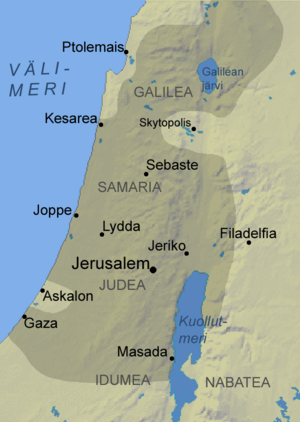 Ptolemais
VÄLI-
MERI
Galilean
järvi
GALILEA
Kesarea
Skytopolis
Sebaste
SAMARIA
Joppe
Lydda
Filadelfia
Jeriko
Jerusalem
JUDEA
Askalon
Gaza
Kuollut-
meri
Masada
IDUMEA
NABATEA